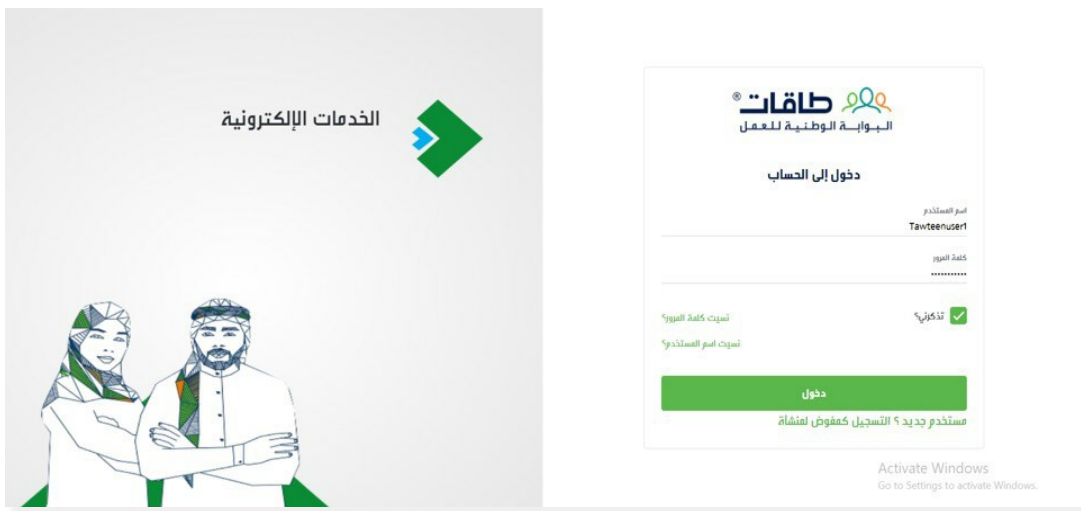 الخدمات الإلكترونية
طاقات®
البوابة الوطنية للعمل
دخول إلى الحساب
اسم المستخدم
Tawteenuser1
كلمة المرور
...........
تذكرني؟
نسيت كلمة المرور؟
نسيت اسم المستخدم؟
دخول
مستخدم جديد ؟ التسجيل كمفوض لمنشأة
Activate Windows
Go to Settings to activate Windows.